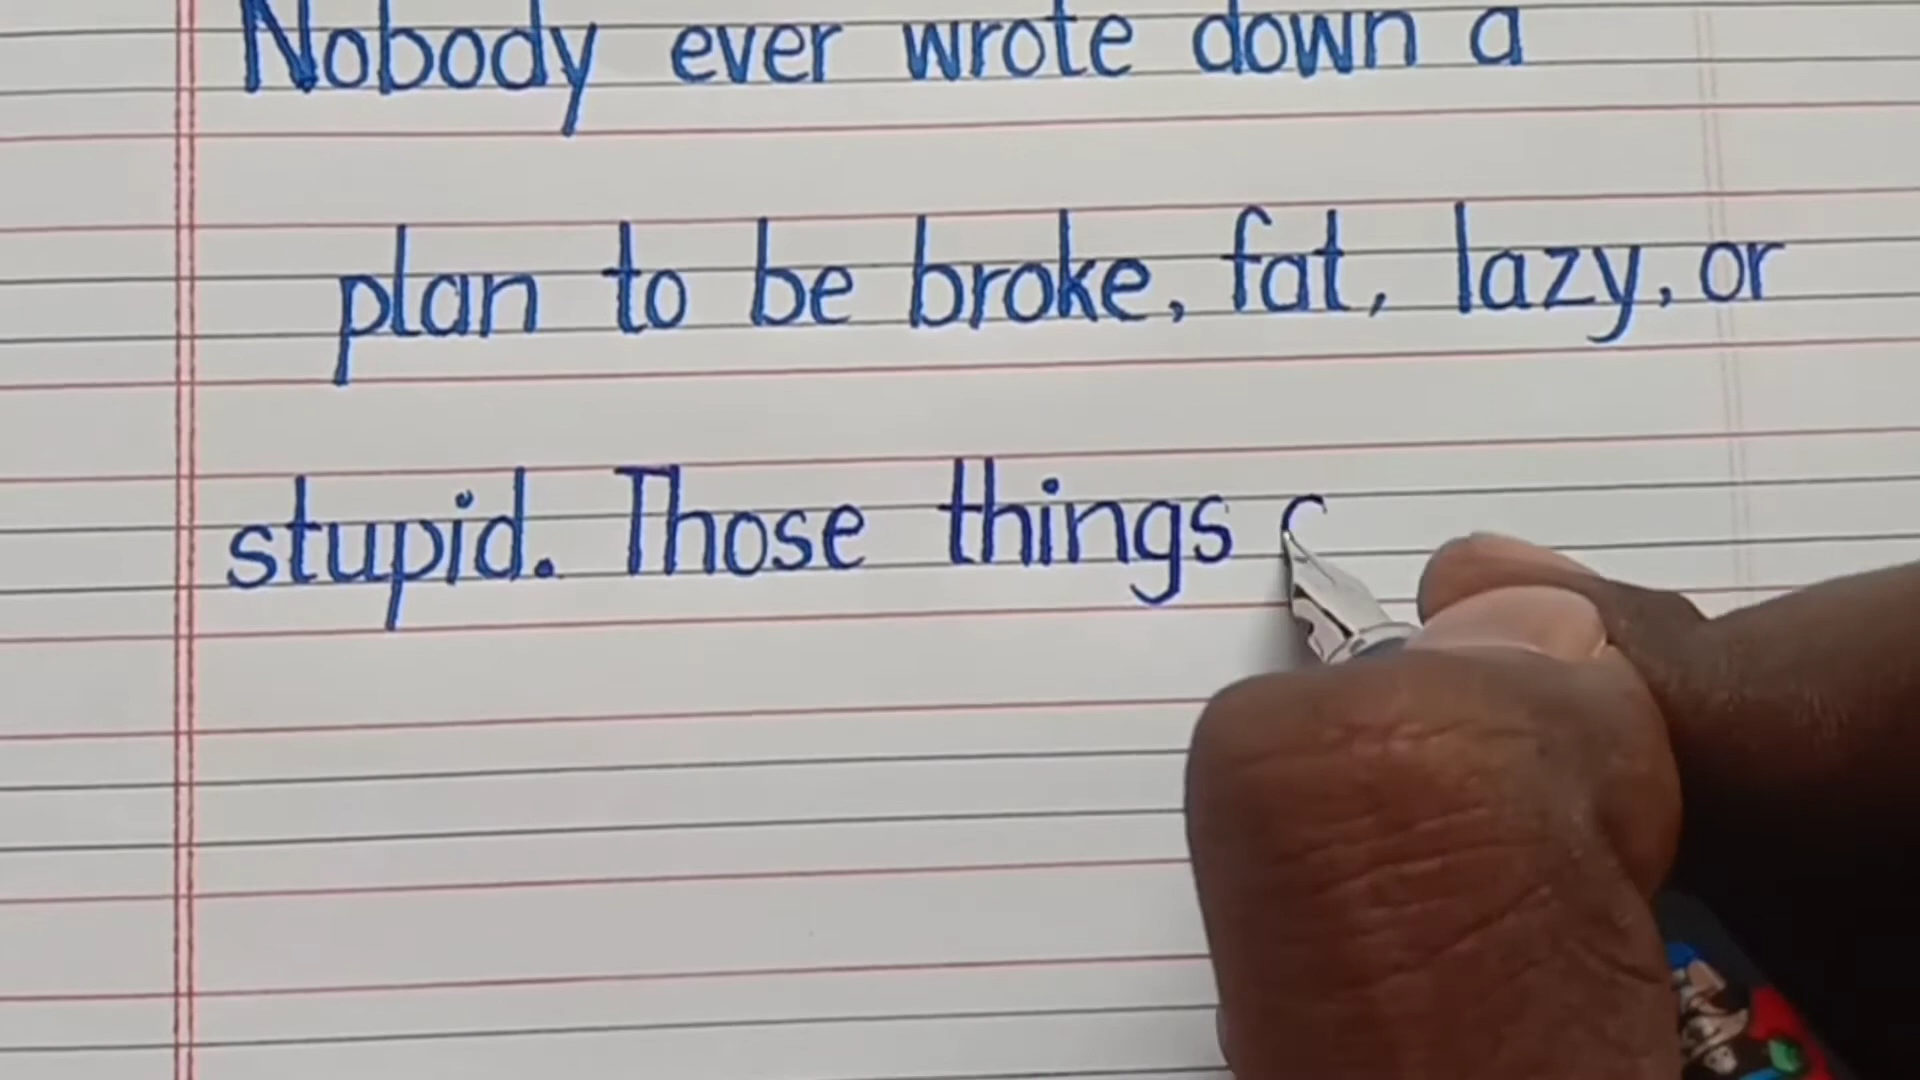 Nobody ever wrote down a
plan to be broke, fat, lazy, or
stupid. Those things